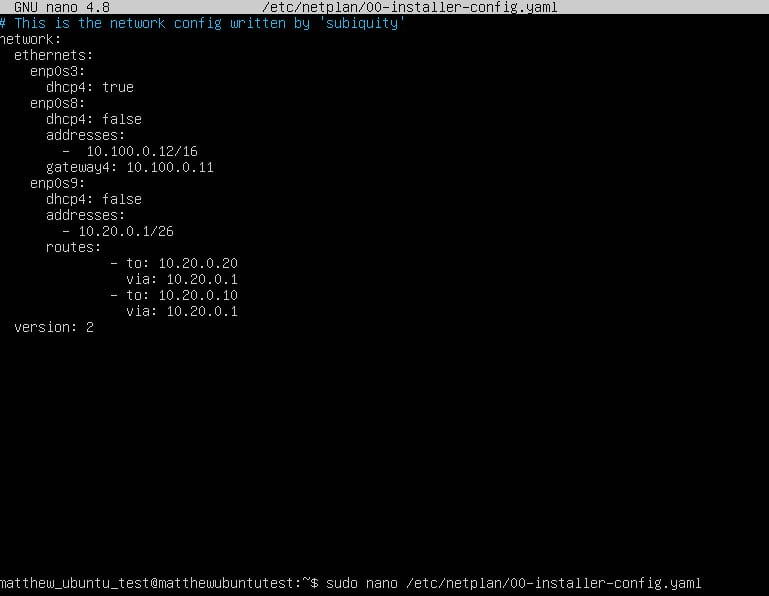 GNU nano 4.8 /etc/netplan/00-installer-config.yaml
# This is the network config written by 'subiquity'
network:
  ethernets:
    enp0s3:
      dhcp4: true
    enp0s8:
      dhcp4: false
      addresses:
        -  10.100.0.12/16
      gateway4: 10.100.0.11
    enp0s9:
      dhcp4: false
      addresses:
        - 10.20.0.1/26
      routes:
              - to: 10.20.0.20
                via: 10.20.0.1
              - to: 10.20.0.10
                via: 10.20.0.1
  version: 2
matthew_ubuntu_test@matthewubuntutest:~$ sudo nano /etc/netplan/00-installer-config.yaml